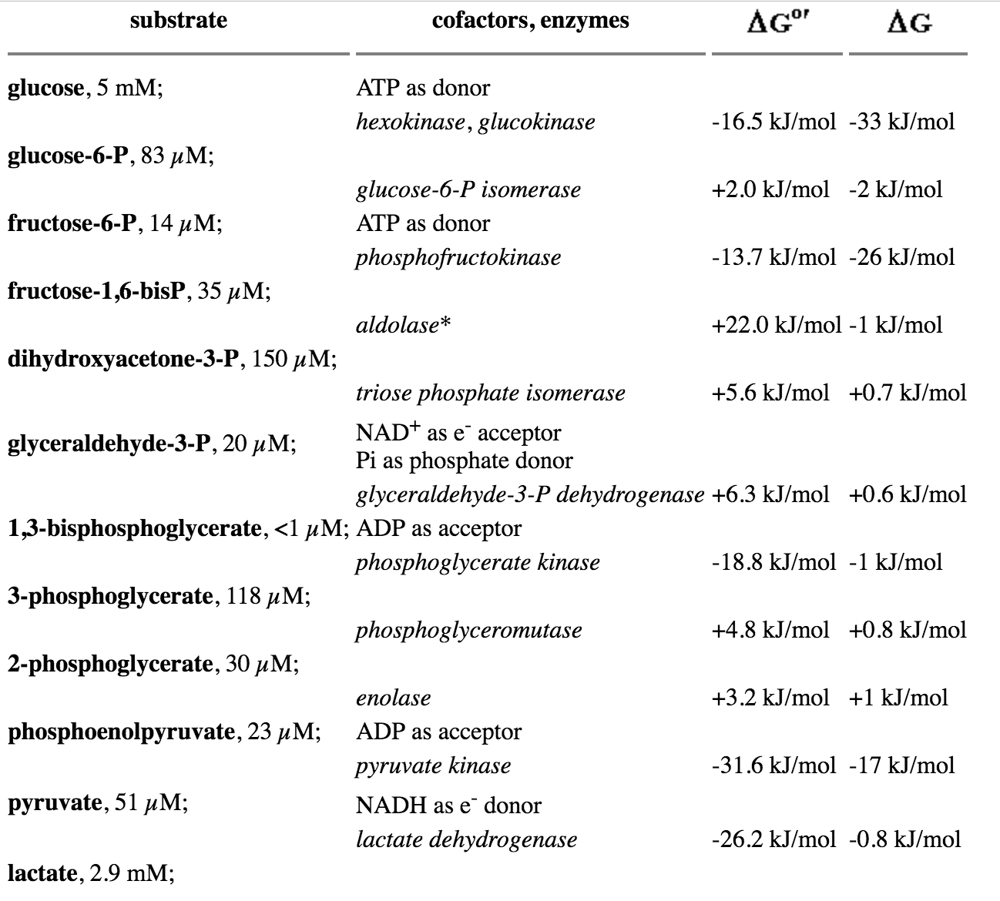 substrate cofactors, enzymes ΔG°' ΔG
glucose, 5 mM; ATP as donor
hexokinase, glucokinase -16.5 kJ/mol -33 kJ/mol
glucose-6-P, 83 µM;
glucose-6-P isomerase +2.0 kJ/mol -2 kJ/mol
fructose-6-P, 14 µM; ATP as donor
phosphofructokinase -13.7 kJ/mol -26 kJ/mol
fructose-1,6-bisP, 35 µM;
aldolase* +22.0 kJ/mol -1 kJ/mol
dihydroxyacetone-3-P, 150 µM;
triose phosphate isomerase +5.6 kJ/mol +0.7 kJ/mol
glyceraldehyde-3-P, 20 µM; NAD⁺ as e⁻ acceptor
Pi as phosphate donor
glyceraldehyde-3-P dehydrogenase +6.3 kJ/mol +0.6 kJ/mol
1,3-bisphosphoglycerate, <1 µM; ADP as acceptor
phosphoglycerate kinase -18.8 kJ/mol -1 kJ/mol
3-phosphoglycerate, 118 µM;
phosphoglyceromutase +4.8 kJ/mol +0.8 kJ/mol
2-phosphoglycerate, 30 µM;
enolase +3.2 kJ/mol +1 kJ/mol
phosphoenolpyruvate, 23 µM; ADP as acceptor
pyruvate kinase -31.6 kJ/mol -17 kJ/mol
pyruvate, 51 µM; NADH as e⁻ donor
lactate dehydrogenase -26.2 kJ/mol -0.8 kJ/mol
lactate, 2.9 mM;